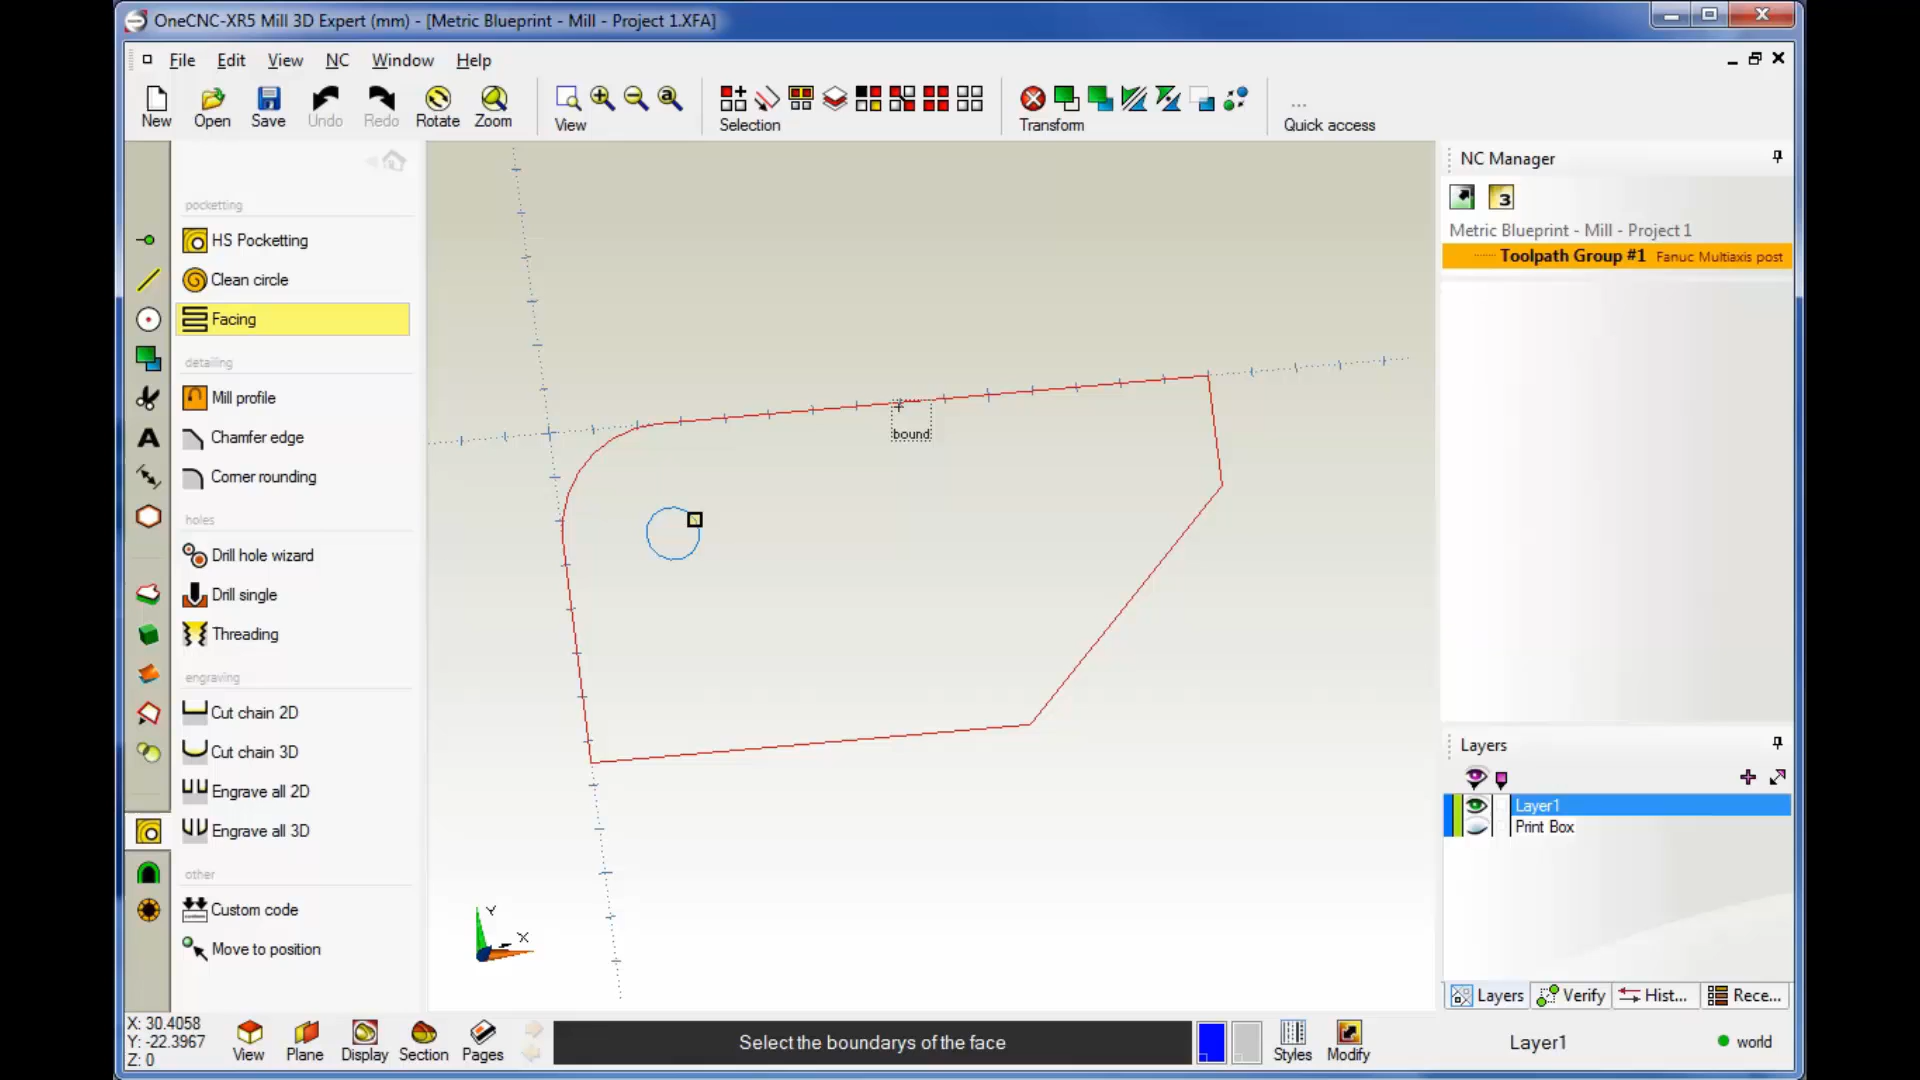 OneCNC-XR5 Mill 3D Expert (mm) - [Metric Blueprint - Mill - Project 1.XFA]
File Edit View NC Window Help
New Open Save Undo Redo Rotate Zoom View Selection Transform ... Quick access
pocketting
HS Pocketting
Clean circle
Facing
detailing
Mill profile
Chamfer edge
Corner rounding
holes
Drill hole wizard
Drill single
Threading
engraving
Cut chain 2D
Cut chain 3D
Engrave all 2D
Engrave all 3D
other
Custom code
Move to position
bound
Y
X
NC Manager
3
Metric Blueprint - Mill - Project 1
Toolpath Group #1 Fanuc Multiaxis post
Layers
Layer1
Print Box
Layers Verify Hist... Rece...
X: 30.4058
Y: -22.3967
Z: 0
View Plane Display Section Pages
Select the boundarys of the face
Styles Modify
Layer1
world